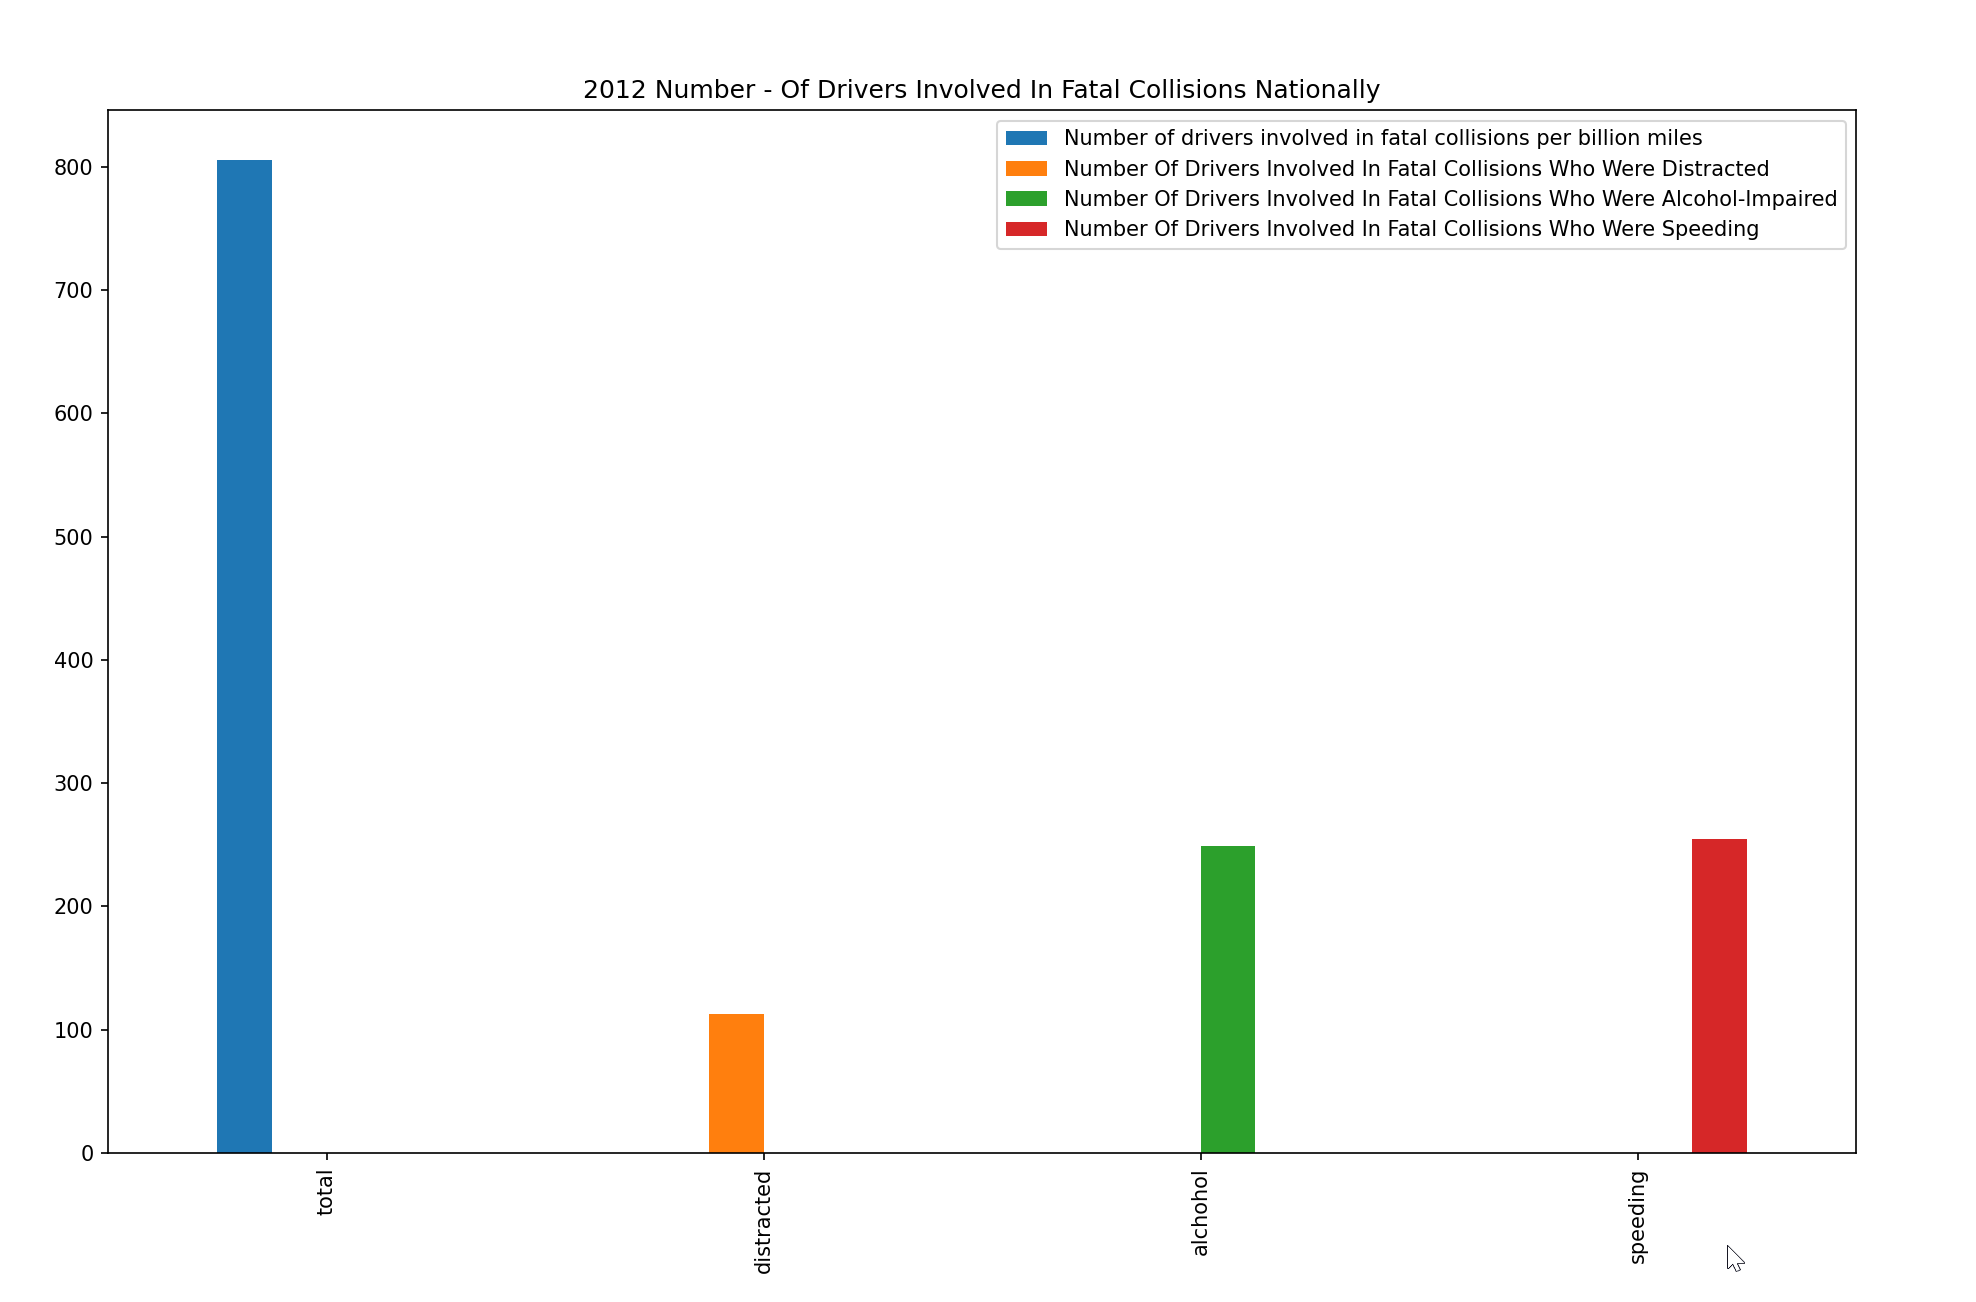 2012 Number - Of Drivers Involved In Fatal Collisions Nationally
Number of drivers involved in fatal collisions per billion miles
Number Of Drivers Involved In Fatal Collisions Who Were Distracted
Number Of Drivers Involved In Fatal Collisions Who Were Alcohol-Impaired
Number Of Drivers Involved In Fatal Collisions Who Were Speeding
800
700
600
500
400
300
200
100
0
total
distracted
alchohol
speeding